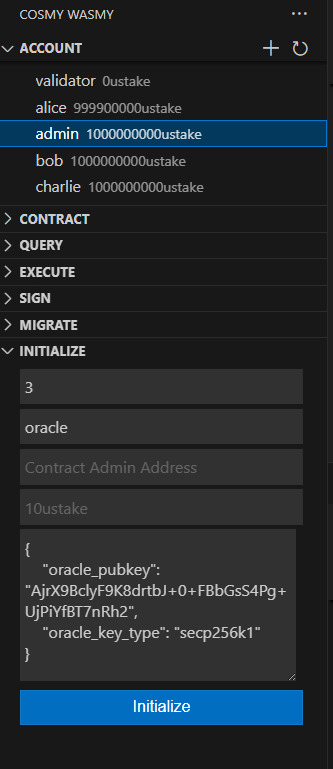 COSMY WASMY ...
ACCOUNT
validator 0ustake
alice 999900000ustake
admin 1000000000ustake
bob 1000000000ustake
charlie 1000000000ustake
CONTRACT
QUERY
EXECUTE
SIGN
MIGRATE
INITIALIZE
3
oracle
Contract Admin Address
10ustake
{
"oracle_pubkey":
"AjrX9BclyF9K8drtbJ+0+FBbGsS4Pg+
UjPiYfBT7nRh2",
"oracle_key_type": "secp256k1"
}
Initialize